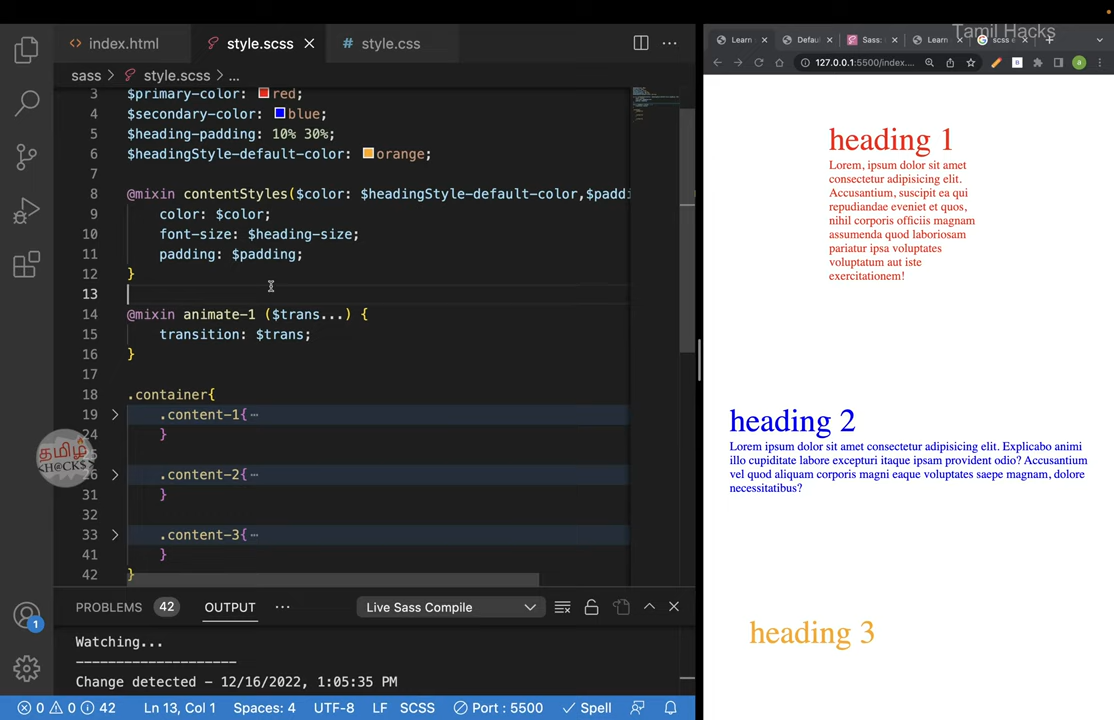 Tamil Hacks
index.html
style.scss
style.css
sass > style.scss > ...
3 $primary-color: red;
4 $secondary-color: blue;
5 $heading-padding: 10% 30%;
6 $headingStyle-default-color: orange;
7
8 @mixin contentStyles($color: $headingStyle-default-color,$paddi
9 color: $color;
10 font-size: $heading-size;
11 padding: $padding;
12 }
13
14 @mixin animate-1 ($trans...) {
15 transition: $trans;
16 }
17
18 .container{
19 .content-1{
24 }
26 .content-2{
31 }
32
33 .content-3{
41 }
42 }
தமிழ்
H@CKS
PROBLEMS 42 OUTPUT ... Live Sass Compile
Watching...
--------------------
Change detected - 12/16/2022, 1:05:35 PM
0 0 42 Ln 13, Col 1 Spaces: 4 UTF-8 LF SCSS Port : 5500 Spell
1
Learn Defau Sass: Learn scss e
127.0.0.1:5500/index....
B a
heading 1
Lorem, ipsum dolor sit amet
consectetur adipisicing elit.
Accusantium, suscipit ea qui
repudiandae eveniet et quos,
nihil corporis officiis magnam
assumenda quod laboriosam
pariatur ipsa voluptates
voluptatum aut iste
exercitationem!
heading 2
Lorem ipsum dolor sit amet consectetur adipisicing elit. Explicabo animi
illo cupiditate labore excepturi itaque ipsam provident odio? Accusantium
vel quod aliquam corporis magni eaque voluptates saepe magnam, dolore
necessitatibus?
heading 3